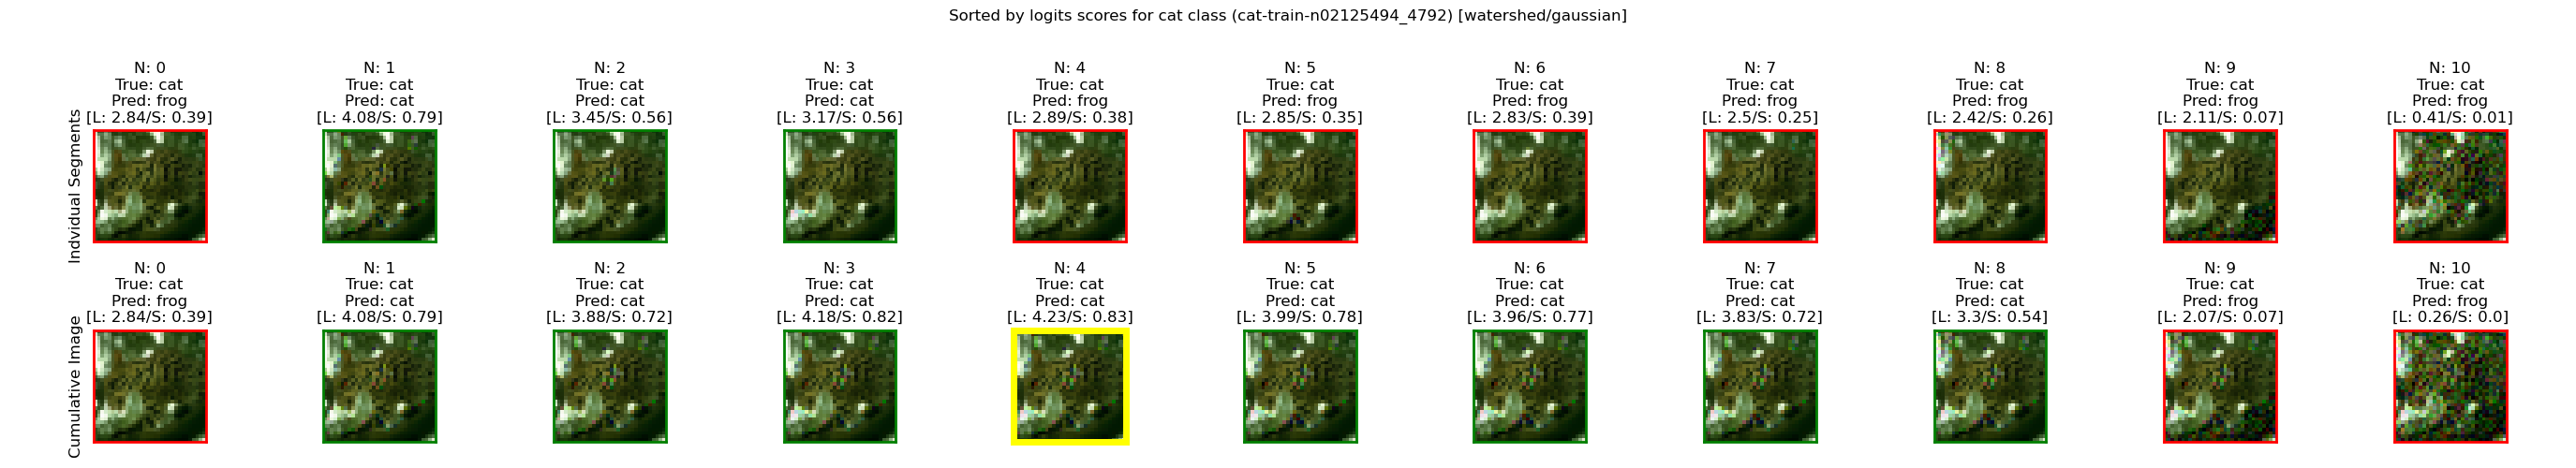 Sorted by logits scores for cat class (cat-train-n02125494_4792) [watershed/gaussian]
Indvidual Segments
N: 0
True: cat
Pred: frog
[L: 2.84/S: 0.39]
N: 1
True: cat
Pred: cat
[L: 4.08/S: 0.79]
N: 2
True: cat
Pred: cat
[L: 3.45/S: 0.56]
N: 3
True: cat
Pred: cat
[L: 3.17/S: 0.56]
N: 4
True: cat
Pred: frog
[L: 2.89/S: 0.38]
N: 5
True: cat
Pred: frog
[L: 2.85/S: 0.35]
N: 6
True: cat
Pred: frog
[L: 2.83/S: 0.39]
N: 7
True: cat
Pred: frog
[L: 2.5/S: 0.25]
N: 8
True: cat
Pred: frog
[L: 2.42/S: 0.26]
N: 9
True: cat
Pred: frog
[L: 2.11/S: 0.07]
N: 10
True: cat
Pred: frog
[L: 0.41/S: 0.01]
Cumulative Image
N: 0
True: cat
Pred: frog
[L: 2.84/S: 0.39]
N: 1
True: cat
Pred: cat
[L: 4.08/S: 0.79]
N: 2
True: cat
Pred: cat
[L: 3.88/S: 0.72]
N: 3
True: cat
Pred: cat
[L: 4.18/S: 0.82]
N: 4
True: cat
Pred: cat
[L: 4.23/S: 0.83]
N: 5
True: cat
Pred: cat
[L: 3.99/S: 0.78]
N: 6
True: cat
Pred: cat
[L: 3.96/S: 0.77]
N: 7
True: cat
Pred: cat
[L: 3.83/S: 0.72]
N: 8
True: cat
Pred: cat
[L: 3.3/S: 0.54]
N: 9
True: cat
Pred: frog
[L: 2.07/S: 0.07]
N: 10
True: cat
Pred: frog
[L: 0.26/S: 0.0]